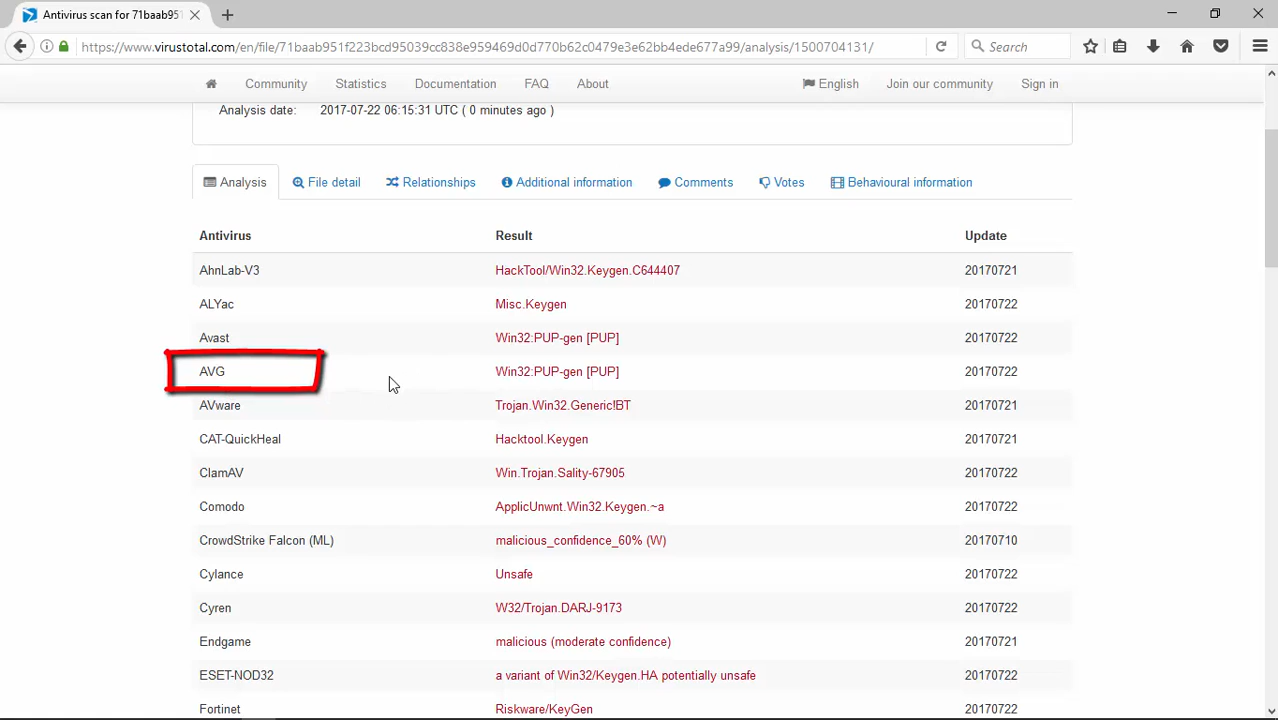 Antivirus scan for 71baab951
https://www.virustotal.com/en/file/71baab951f223bcd95039cc838e959469d0d770b62c0479e3e62bb4ede677a99/analysis/1500704131/
Search
Community Statistics Documentation FAQ About English Join our community Sign in
Analysis date: 2017-07-22 06:15:31 UTC ( 0 minutes ago )
Analysis File detail Relationships Additional information Comments Votes Behavioural information
Antivirus Result Update
AhnLab-V3 HackTool/Win32.Keygen.C644407 20170721
ALYac Misc.Keygen 20170722
Avast Win32:PUP-gen [PUP] 20170722
AVG Win32:PUP-gen [PUP] 20170722
AVware Trojan.Win32.Generic!BT 20170721
CAT-QuickHeal Hacktool.Keygen 20170721
ClamAV Win.Trojan.Sality-67905 20170722
Comodo ApplicUnwnt.Win32.Keygen.~a 20170722
CrowdStrike Falcon (ML) malicious_confidence_60% (W) 20170710
Cylance Unsafe 20170722
Cyren W32/Trojan.DARJ-9173 20170722
Endgame malicious (moderate confidence) 20170721
ESET-NOD32 a variant of Win32/Keygen.HA potentially unsafe 20170722
Fortinet Riskware/KeyGen 20170722